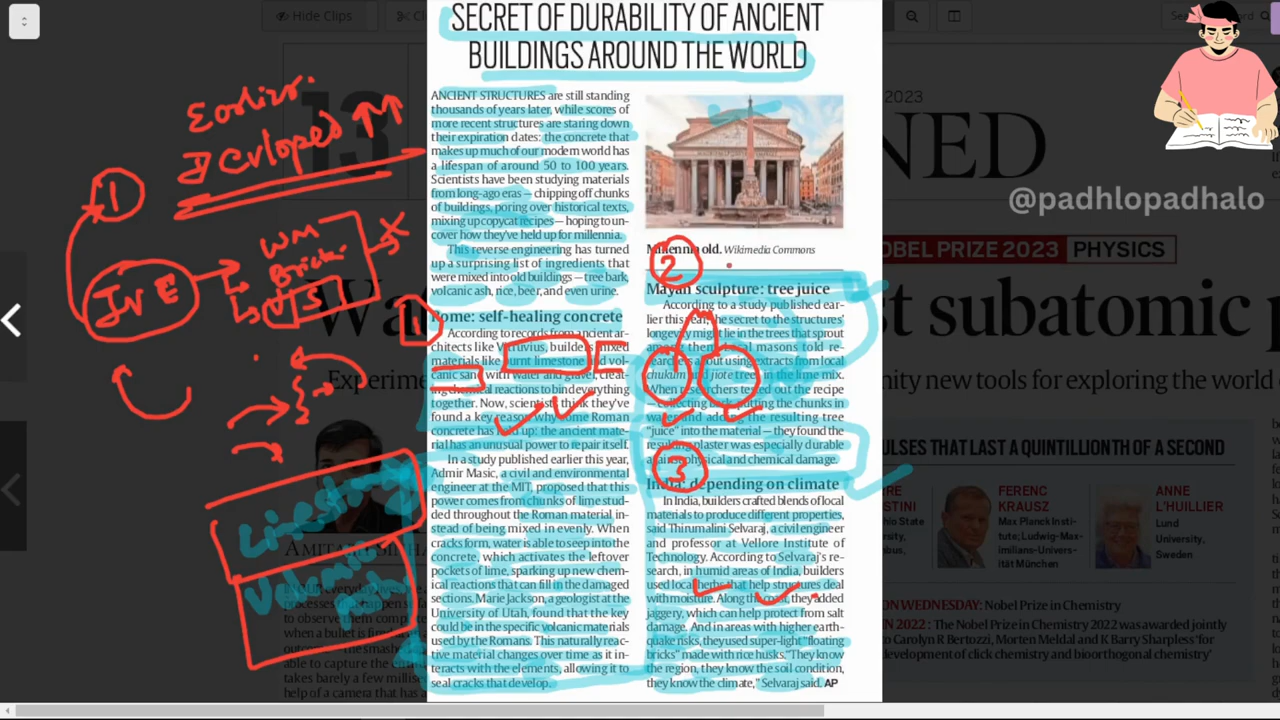 Hide Clips
2023
NED
@padhlopadhalo
NOBEL PRIZE 2023 PHYSICS
SECRET OF DURABILITY OF ANCIENT
BUILDINGS AROUND THE WORLD
ANCIENT STRUCTURES are still standing
thousands of years later, while scores of
more recent structures are staring down
their expiration dates: the concrete that
makes up much of our modern world has
a lifespan of around 50 to 100 years.
Scientists have been studying materials
from long-ago eras — chipping off chunks
of buildings, poring over historical texts,
mixing up copycat recipes — hoping to un-
cover how they've held up for millennia.
This reverse engineering has turned
up a surprising list of ingredients that
were mixed into old buildings — tree bark,
volcanic ash, rice, beer, and even urine.
Rome: self-healing concrete
According to records from ancient ar-
chitects like Vitruvius, builders mixed
materials like burnt limestone and vol-
canic sand with water and gravel, creat-
ing chemical reactions to bind everything
together. Now, scientists think they've
found a key reason why some Roman
concrete has held up: the ancient mate-
rial has an unusual power to repair itself.
In a study published earlier this year,
Admir Masic, a civil and environmental
engineer at the MIT, proposed that this
power comes from chunks of lime stud-
ded throughout the Roman material in-
stead of being mixed in evenly. When
cracks form, water is able to seep into the
concrete, which activates the leftover
pockets of lime, sparking up new chem-
ical reactions that can fill in the damaged
sections. Marie Jackson, a geologist at the
University of Utah, found that the key
could be in the specific volcanic materials
used by the Romans. This naturally reac-
tive material changes over time as it in-
teracts with the elements, allowing it to
seal cracks that develop.
Millennia old. Wikimedia Commons
Mayan sculpture: tree juice
According to a study published ear-
lier this year, the secret to the structures'
longevity might lie in the trees that sprout
among them. Local masons told re-
searchers about using extracts from local
chukum and jiote trees in the lime mix.
When researchers tested out the recipe
— collecting bark, putting the chunks in
water and adding the resulting tree
"juice" into the material — they found the
resulting plaster was especially durable
against physical and chemical damage.
India: depending on climate
In India, builders crafted blends of local
materials to produce different properties,
said Thirumalini Selvaraj, a civil engineer
and professor at Vellore Institute of
Technology. According to Selvaraj's re-
search, in humid areas of India, builders
used local herbs that help structures deal
with moisture. Along the coast, they added
jaggery, which can help protect from salt
damage. And in areas with higher earth-
quake risks, they used super-light "floating
bricks" made with rice husks. "They know
the region, they know the soil condition,
they know the climate," Selvaraj said. AP
Earlier
Developed
1
WM
Brick
1
2
3
st subatomic
Experime
new window exploring the world
ULSES THAN LAST A QUINTILLIONTH OF A SECOND
FERENC
KRAUSZ
Max Planck Insti-
tute; Ludwig-Max-
imilians-Univers-
ität München
ANNE
L'HUILLIER
Lund
University,
Sweden
ON WEDNESDAY: Nobel Prize in Chemistry
N 2022 : The Nobel Prize in Chemistry 2022 was awarded jointly
to Carolyn R Bertozzi, Morten Meldal and K Barry Sharpless 'for
development of click chemistry and bioorthogonal chemistry'